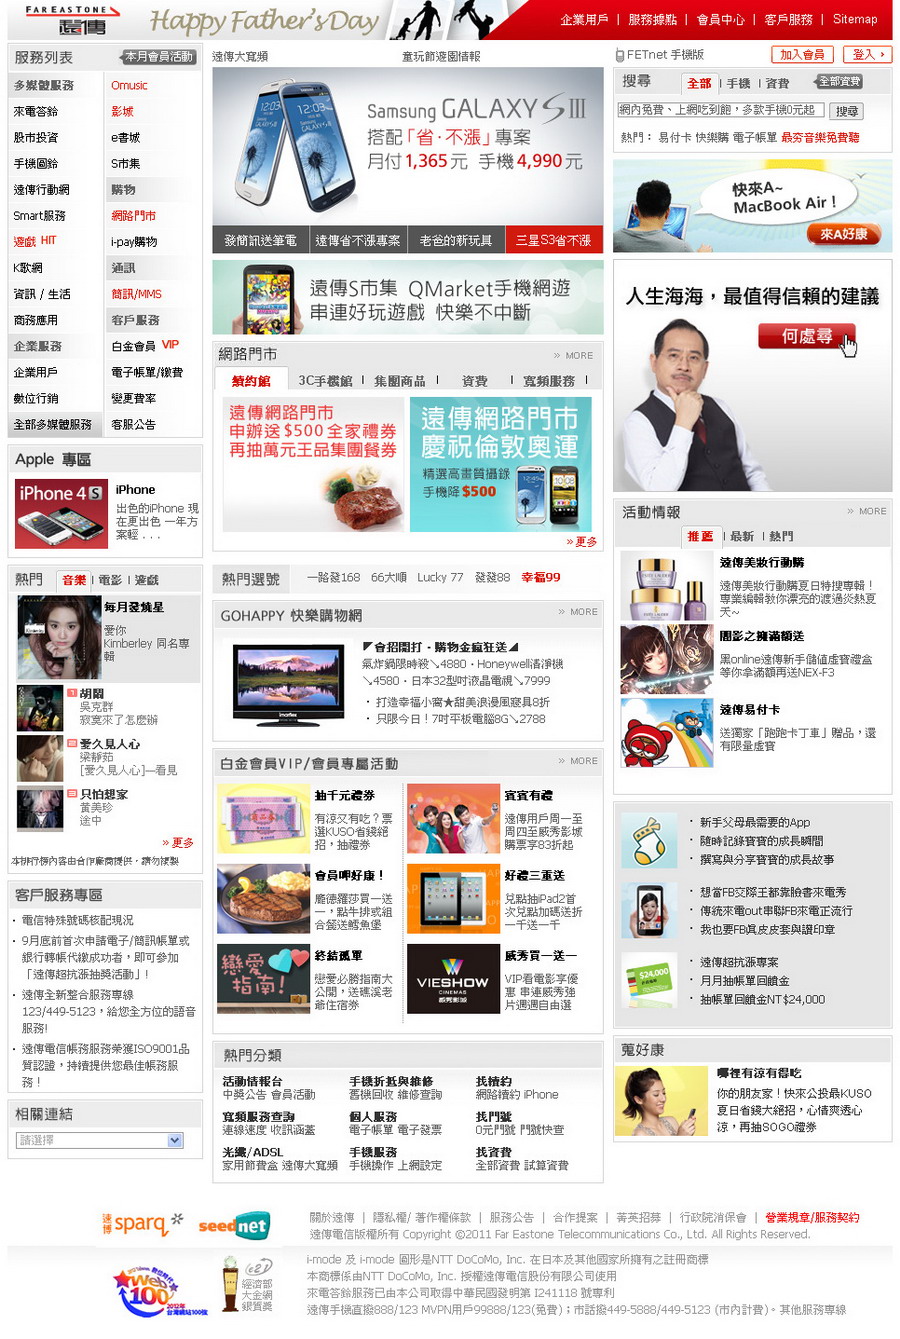 FAR EASTONE
遠傳
Happy Father's Day
企業用戶 | 服務據點 | 會員中心 | 客戶服務 | Sitemap
服務列表
本月會員活動
多媒體服務
來電答鈴
股市投資
手機圖鈴
遠傳行動網
Smart服務
遊戲 HIT
K歌網
資訊 / 生活
商務應用
企業服務
企業用戶
數位行銷
全部多媒體服務
Omusic
影城
e書城
S市集
購物
網路門市
i-pay購物
通訊
簡訊/MMS
客戶服務
白金會員 VIP
電子帳單/繳費
變更費率
客服公告
Apple 專區
iPhone 4 S
iPhone
出色的iPhone 現
在更出色 一年方
案輕 . . .
熱門
音樂 | 電影 | 遊戲
每月發燒星
愛你
Kimberley 同名專
輯
1 胡鬧
吳克群
寂寞來了怎麼辦
愛久見人心
梁靜茹
[愛久見人心]—看見
只怕想家
黃美珍
途中
» 更多
本排行榜內容由合作廠商提供，請勿複製
客戶服務專區
• 電信特殊號碼核配現況
• 9月底前首次申請電子/簡訊帳單或
銀行轉帳代繳成功者，即可參加
「遠傳超抗漲抽獎活動」!
• 遠傳全新整合服務專線
123/449-5123，給您全方位的語音
服務!
• 遠傳電信帳務服務榮獲ISO9001品
質認證，持續提供您最佳帳務服
務！
相關連結
請選擇
遠傳大寬頻
童玩節遊園情報
Samsung GALAXY S III
搭配「省‧不漲」專案
月付 1,365 元 手機 4,990 元
發簡訊送筆電
遠傳省不漲專案
老爸的新玩具
三星S3省不漲
遠傳S市集 QMarket手機網遊
串連好玩遊戲 快樂不中斷
網路門市
» MORE
續約館
3C手機館 | 集團商品 | 資費 | 寬頻服務 |
遠傳網路門市
申辦送 $500 全家禮券
再抽萬元王品集團餐券
遠傳網路門市
慶祝倫敦奧運
精選高畫質攝錄
手機降 $500
» 更多
熱門選號
一路發168 66大順 Lucky 77 發發88 幸福99
GOHAPPY 快樂購物網
» MORE
◤會招開打‧購物金瘋狂送◢
氣炸鍋限時殺↘4880‧Honeywell清淨機
↘4580‧日本32型吋液晶電視↘7999
‧打造幸福小窩★甜美浪漫風寢具8折
‧只限今日！7吋平板電腦8G↘2788
白金會員VIP/會員專屬活動
» MORE
抽千元禮券
有涼又有吃？票
選KUSO省錢絕
招，抽禮券
賓賓有禮
遠傳用戶周一至
周四至威秀影城
購票享83折起
會員呷好康！
龐德羅莎買一送
一，點牛排或組
合餐送鱈魚堡
好禮三重送
兌點抽iPad2首
次兌點加碼送折
一千送一千
戀愛
指南!
終結孤單
戀愛必勝指南大
公開，送礁溪老
爺住宿券
VIESHOW
CINEMAS
威秀影城
威秀買一送一
VIP看電影享優
惠 串連威秀強
片週週自由選
熱門分類
活動情報台
中獎公告 會員活動
手機折抵與維修
舊機回收 維修查詢
找續約
續約機 iPhone
寬頻服務查詢
連線速度 收訊涵蓋
個人服務
電子帳單 電子發票
找門號
0元門號 門號快查
光纖/ADSL
家用節費盒 遠傳大寬頻
手機服務
手機操作 上網設定
找資費
全部資費 試算資費
FETnet 手機版
加入會員
登入 ›
搜尋
全部 | 手機 | 資費
全部資費
網內免費、上網吃到飽，多款手機0元起
搜尋
熱門： 易付卡 快樂購 電子帳單 最夯音樂免費聽
快來A~
MacBook Air！
來A好康
人生海海，最值得信賴的建議
何處尋
活動情報
» MORE
推薦 | 最新 | 熱門
遠傳美妝行動購
遠傳美妝行動購夏日特搜專輯！
專業編輯教你漂亮的渡過炎熱夏
天~
闇影之擁滿額送
黑online遠傳新手儲值虛寶禮盒
等你拿滿額再送NEX-F3
遠傳易付卡
送獨家「跑跑卡丁車」贈品，還
有限量虛寶
‧ 新手父母最需要的App
‧ 隨時記錄寶寶的成長瞬間
‧ 撰寫與分享寶寶的成長故事
‧ 想當FB交際王都靠臉書來電秀
‧ 傳統來電out串聯FB來電正流行
‧ 我也要FB真皮皮套與讚印章
$24,000
‧ 遠傳超抗漲專案
‧ 月月抽帳單回饋金
‧ 抽帳單回饋金NT$24,000
蒐好康
哪裡有涼有得吃
你的朋友家！快來公投最KUSO
夏日省錢大絕招，心情爽透心
涼，再抽SOGO禮券
速博 sparq
seednet
關於遠傳 | 隱私權/ 著作權條款 | 服務公告 | 合作提案 | 菁英招募 | 行政院消保會 | 營業規章/服務契約
遠傳電信版權所有 Copyright ©2011 Far Eastone Telecommunications Co., Ltd. All Rights Reserved.
Web
100
2012年
台灣網站100強
e21
經濟部
大金網
銀質獎
i-mode 及 i-mode 圖形是NTT DoCoMo, Inc. 在日本及其他國家所擁有之註冊商標
本商標係由NTT DoCoMo, Inc. 授權遠傳電信股份有限公司使用
來電答鈴服務已由本公司取得中華民國發明第 I241118 號專利
遠傳手機直撥888/123 MVPN用戶99888/123(免費)；市話撥449-5888/449-5123 (市內計費)。其他服務專線